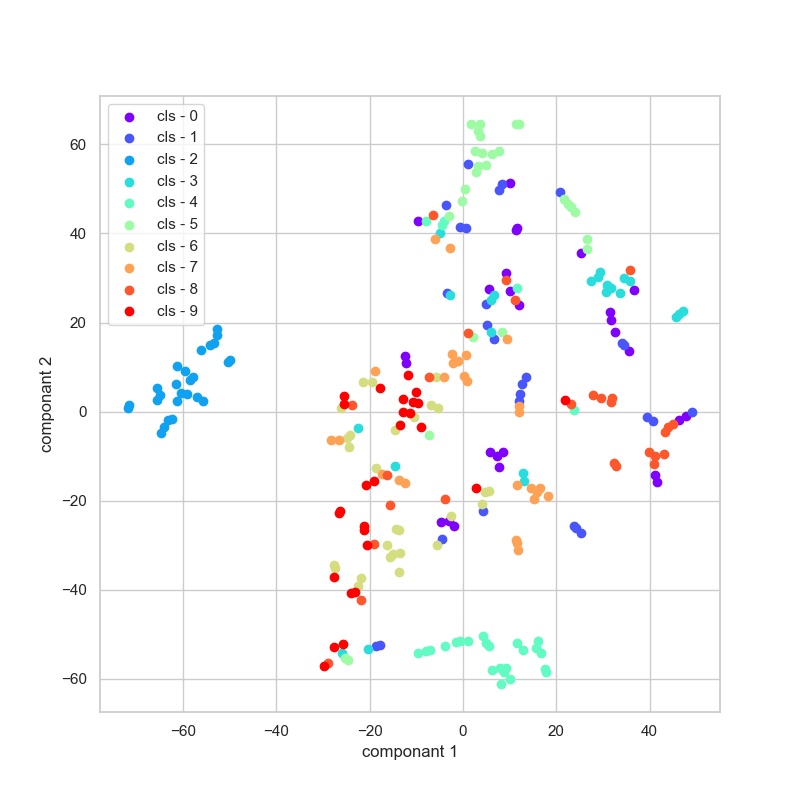 cls - 0
cls - 1
cls - 2
cls - 3
cls - 4
cls - 5
cls - 6
cls - 7
cls - 8
cls - 9
60
40
20
0
−20
−40
−60
componant 2
−60
−40
−20
0
20
40
componant 1